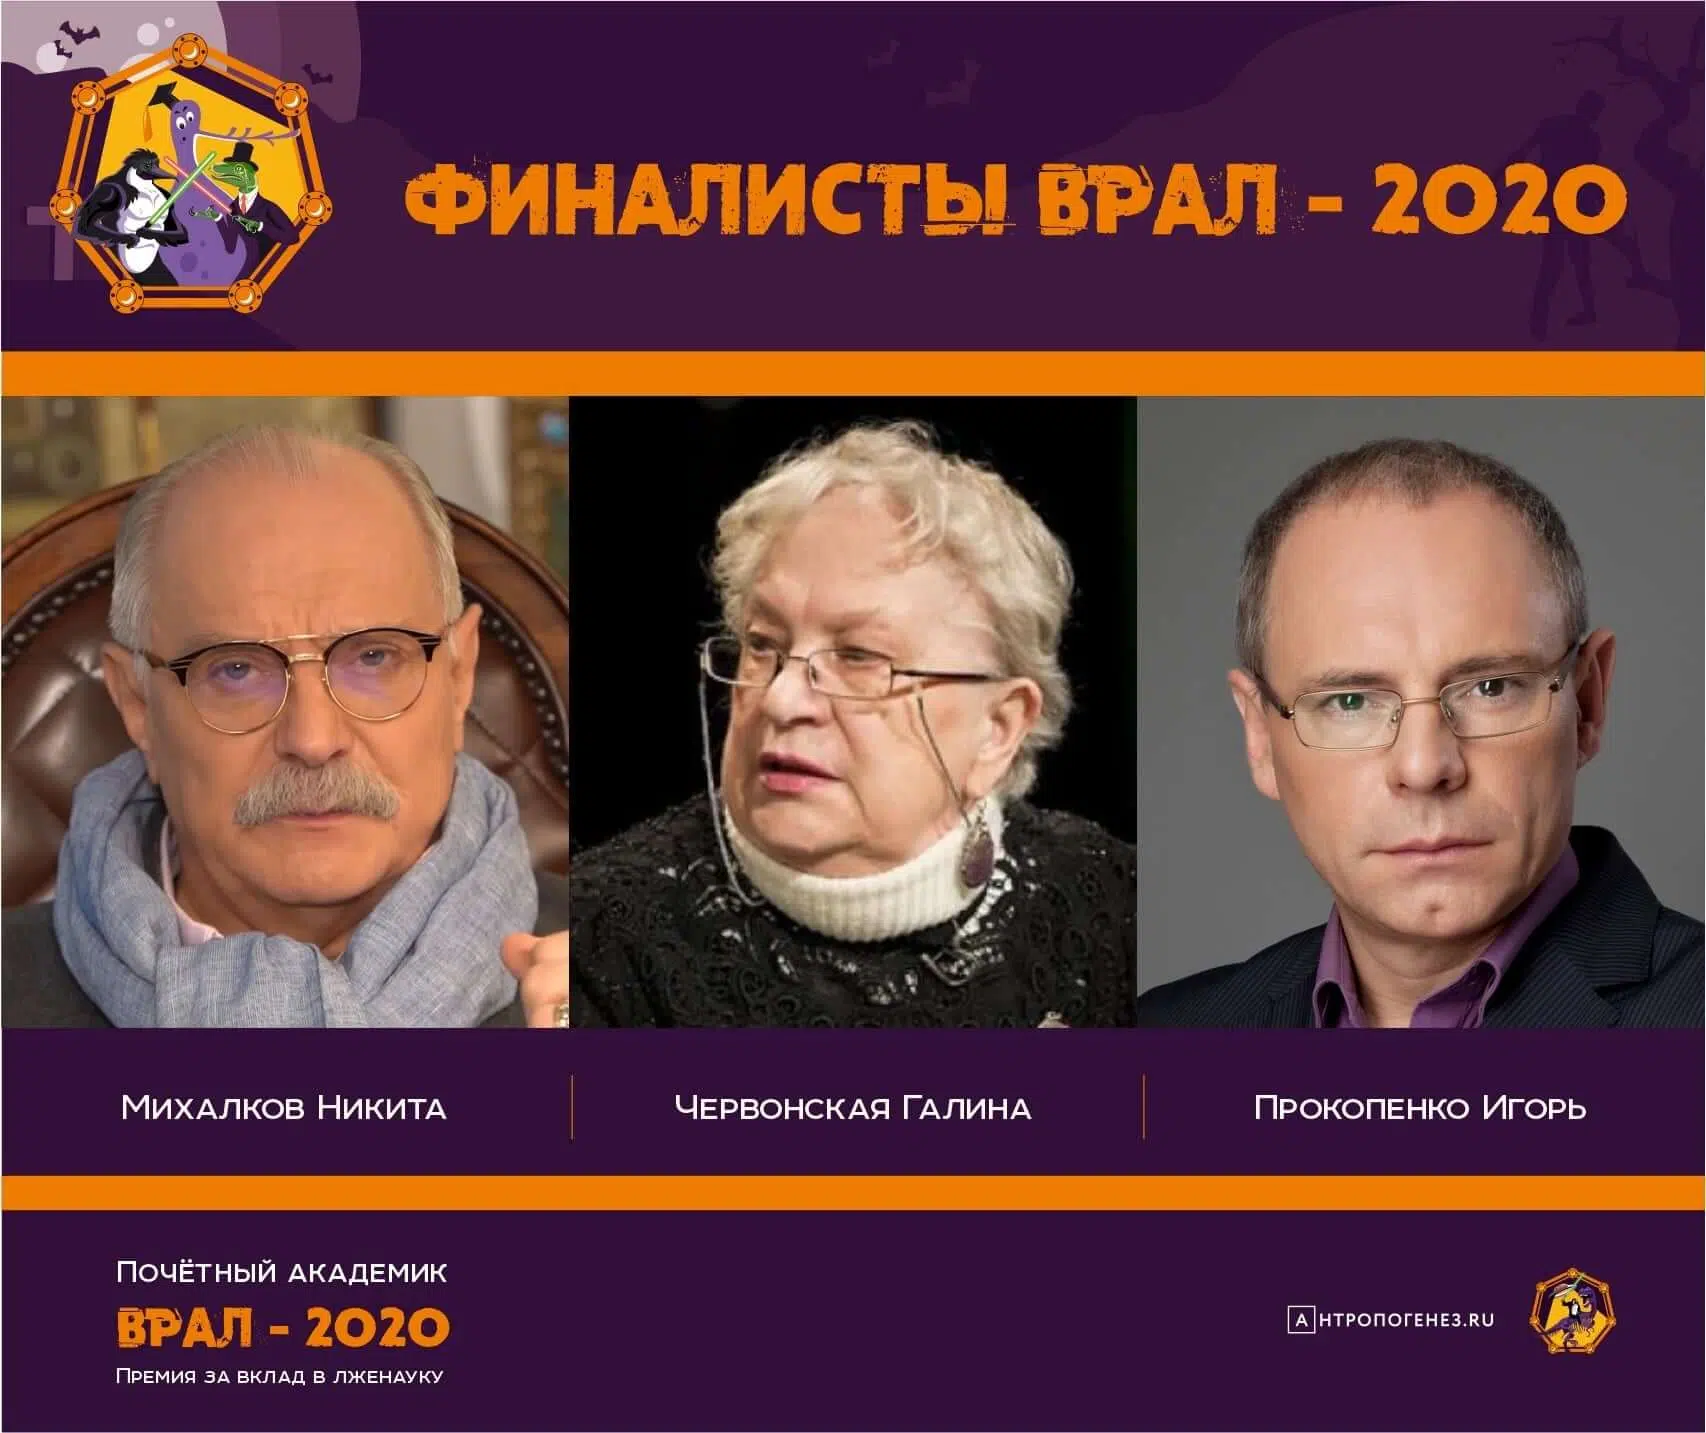 ФИНАЛИСТЫ ВРАЛ - 2020
МИХАЛКОВ НИКИТА
ЧЕРВОНСКАЯ ГАЛИНА
ПРОКОПЕНКО ИГОРЬ
ПОЧЁТНЫЙ АКАДЕМИК
ВРАЛ - 2020
ПРЕМИЯ ЗА ВКЛАД В ЛЖЕНАУКУ
АНТРОПОГЕНЕЗ.RU